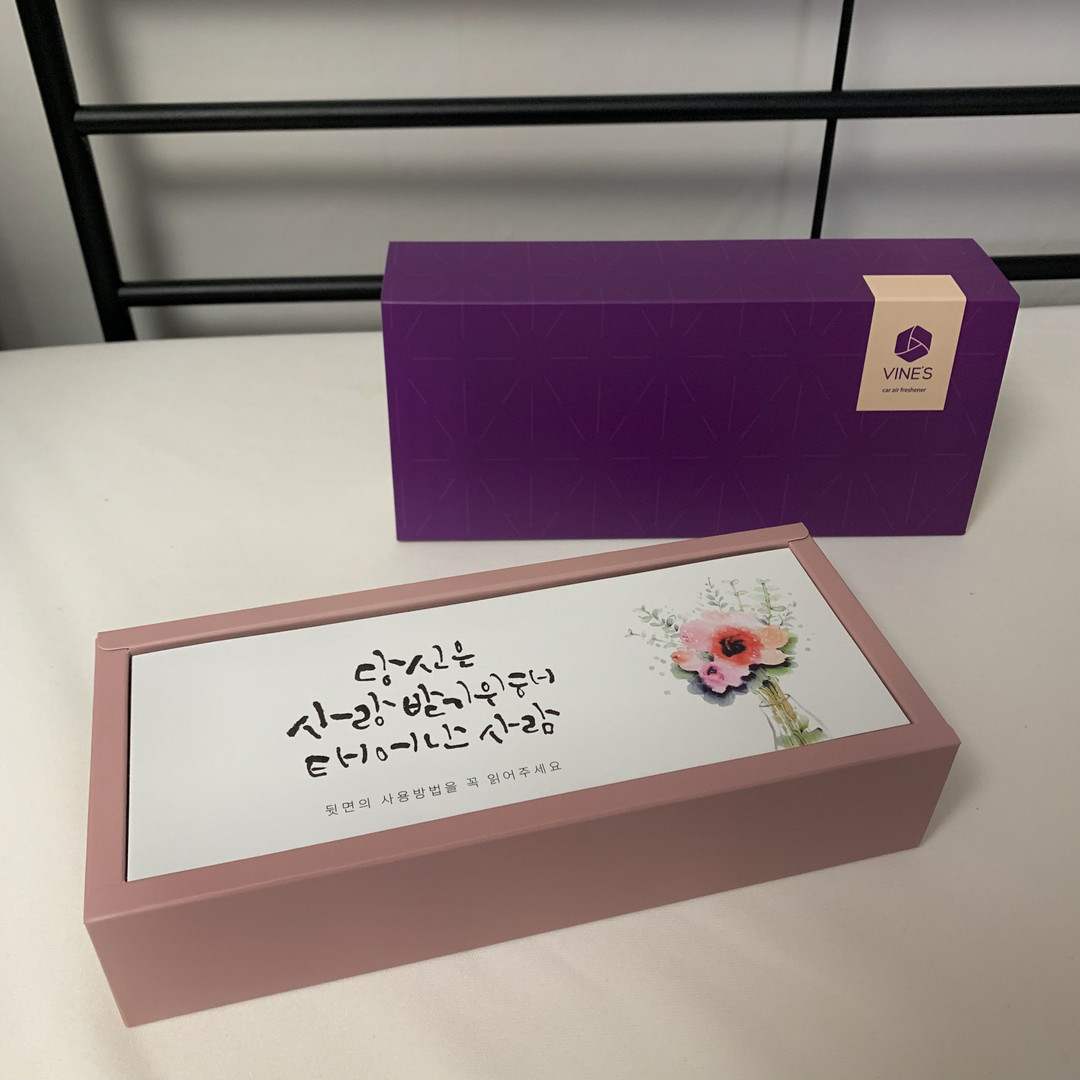 VINE'S
car air freshener
당신은
사랑 받기위해
태어난 사람
뒷면의 사용방법을 꼭 읽어주세요